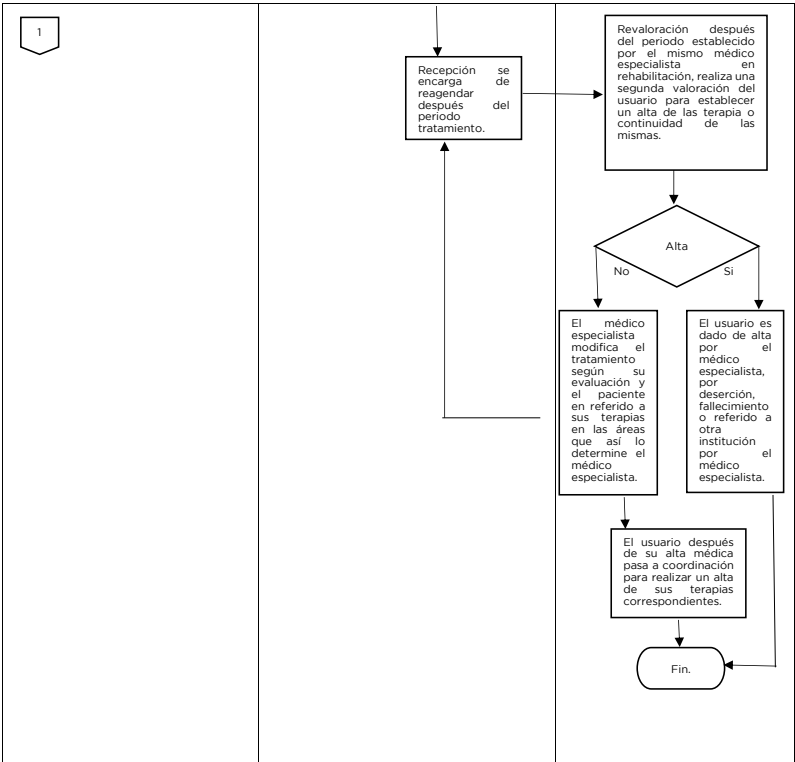 1
Recepción se
encarga de
reagendar
después del
periodo
tratamiento.
Revaloración después
del periodo establecido
por el mismo médico
especialista en
rehabilitación, realiza una
segunda valoración del
usuario para establecer
un alta de las terapia o
continuidad de las
mismas.
Alta
No
Si
El médico
especialista
modifica el
tratamiento
según su
evaluación y
el paciente
en referido a
sus terapias
en las áreas
que así lo
determine el
médico
especialista.
El usuario es
dado de alta
por el
médico
especialista,
por
deserción,
fallecimiento
o referido a
otra
institución
por el
médico
especialista.
El usuario después
de su alta médica
pasa a coordinación
para realizar un alta
de sus terapias
correspondientes.
Fin.